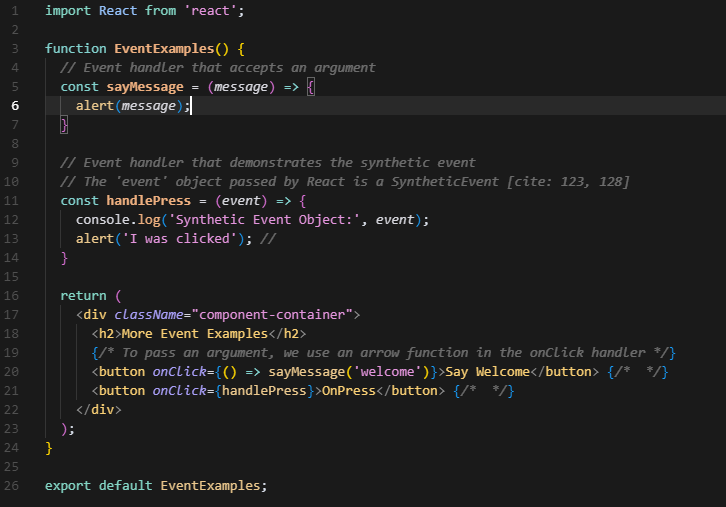 1 import React from 'react';
2
3 function EventExamples() {
4 // Event handler that accepts an argument
5 const sayMessage = (message) => {
6 alert(message);
7 }
8
9 // Event handler that demonstrates the synthetic event
10 // The 'event' object passed by React is a SyntheticEvent [cite: 123, 128]
11 const handlePress = (event) => {
12 console.log('Synthetic Event Object:', event);
13 alert('I was clicked'); //
14 }
15
16 return (
17 <div className="component-container">
18 <h2>More Event Examples</h2>
19 {/* To pass an argument, we use an arrow function in the onClick handler */}
20 <button onClick={() => sayMessage('welcome')}>Say Welcome</button> {/*  */}
21 <button onClick={handlePress}>OnPress</button> {/*  */}
22 </div>
23 );
24 }
25
26 export default EventExamples;